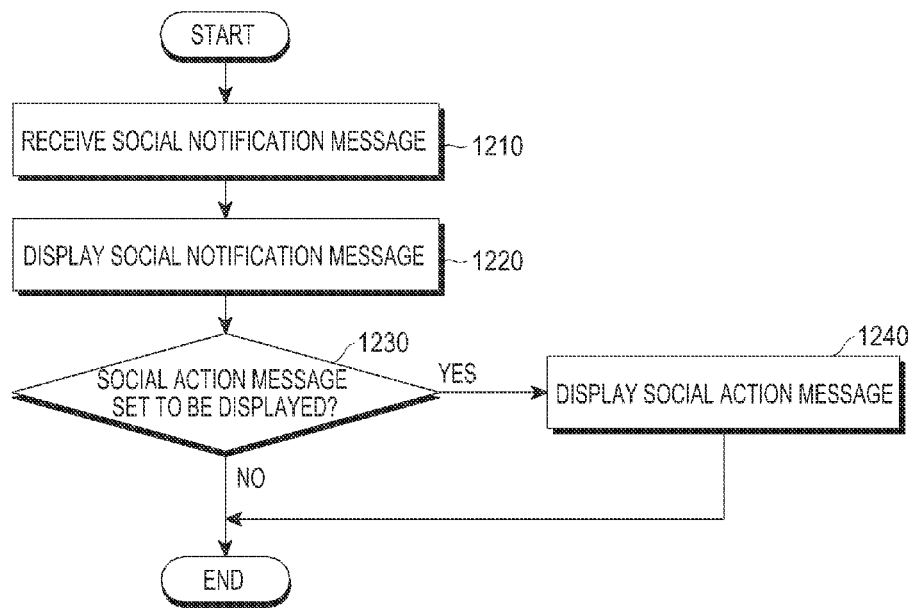 START
RECEIVE SOCIAL NOTIFICATION MESSAGE
1210
DISPLAY SOCIAL NOTIFICATION MESSAGE
1220
1230
SOCIAL ACTION MESSAGE
SET TO BE DISPLAYED?
YES
1240
DISPLAY SOCIAL ACTION MESSAGE
NO
END